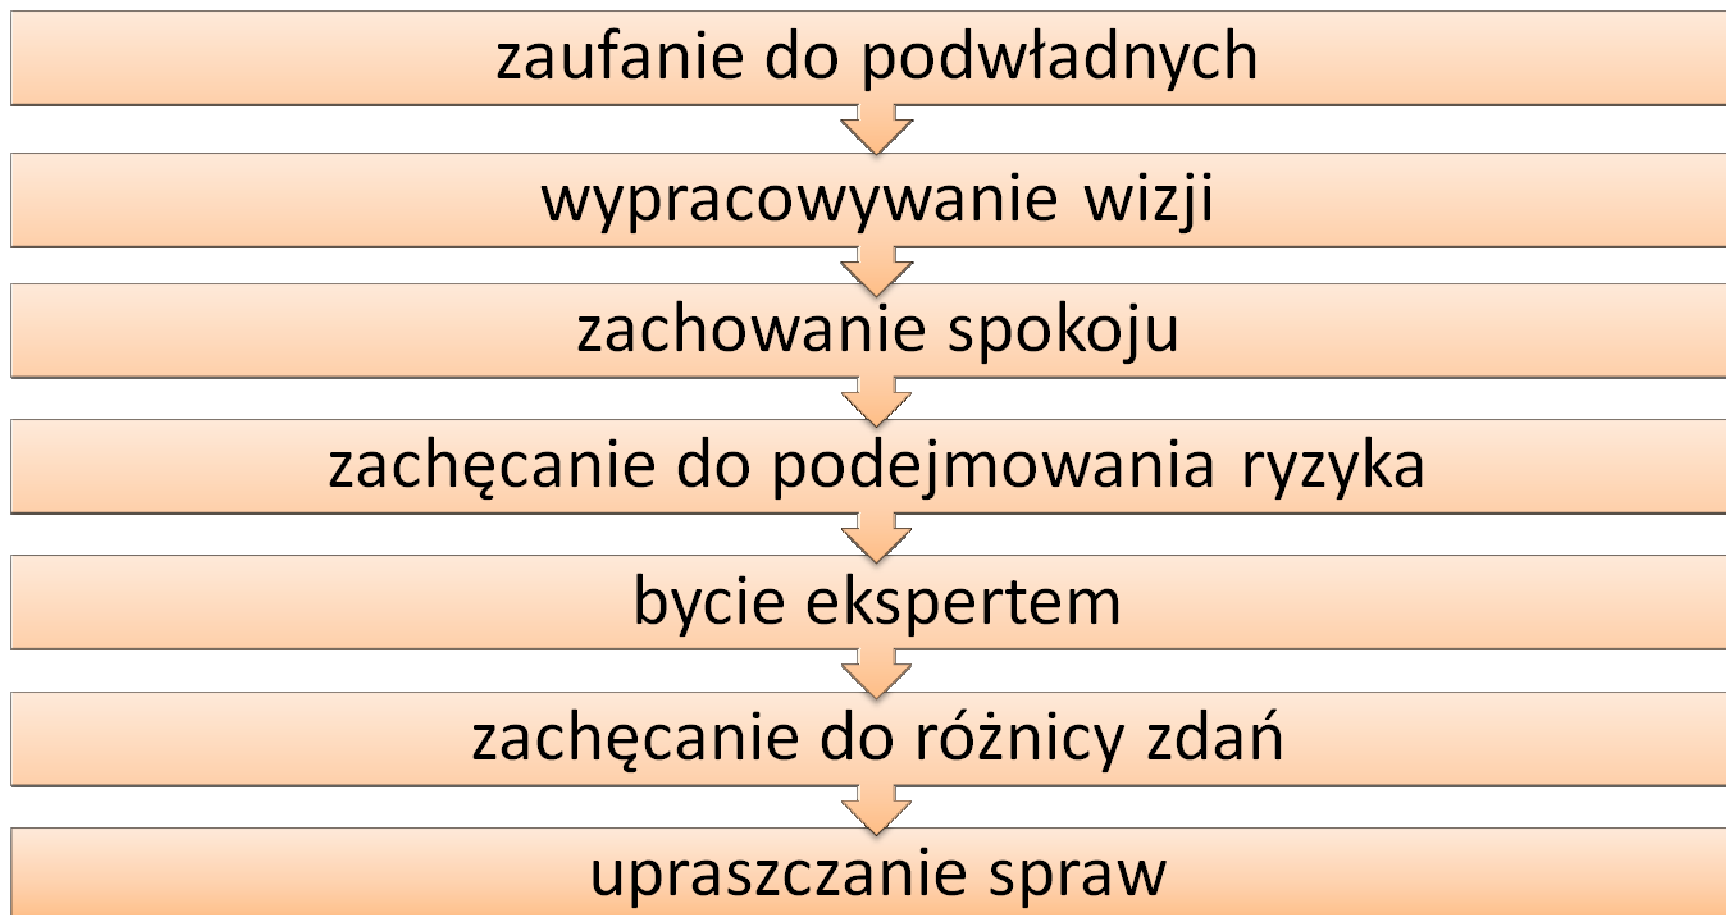 zaufanie do podwładnych
wypracowywanie wizji
zachowanie spokoju
zachęcanie do podejmowania ryzyka
bycie ekspertem
zachęcanie do różnicy zdań
upraszczanie spraw